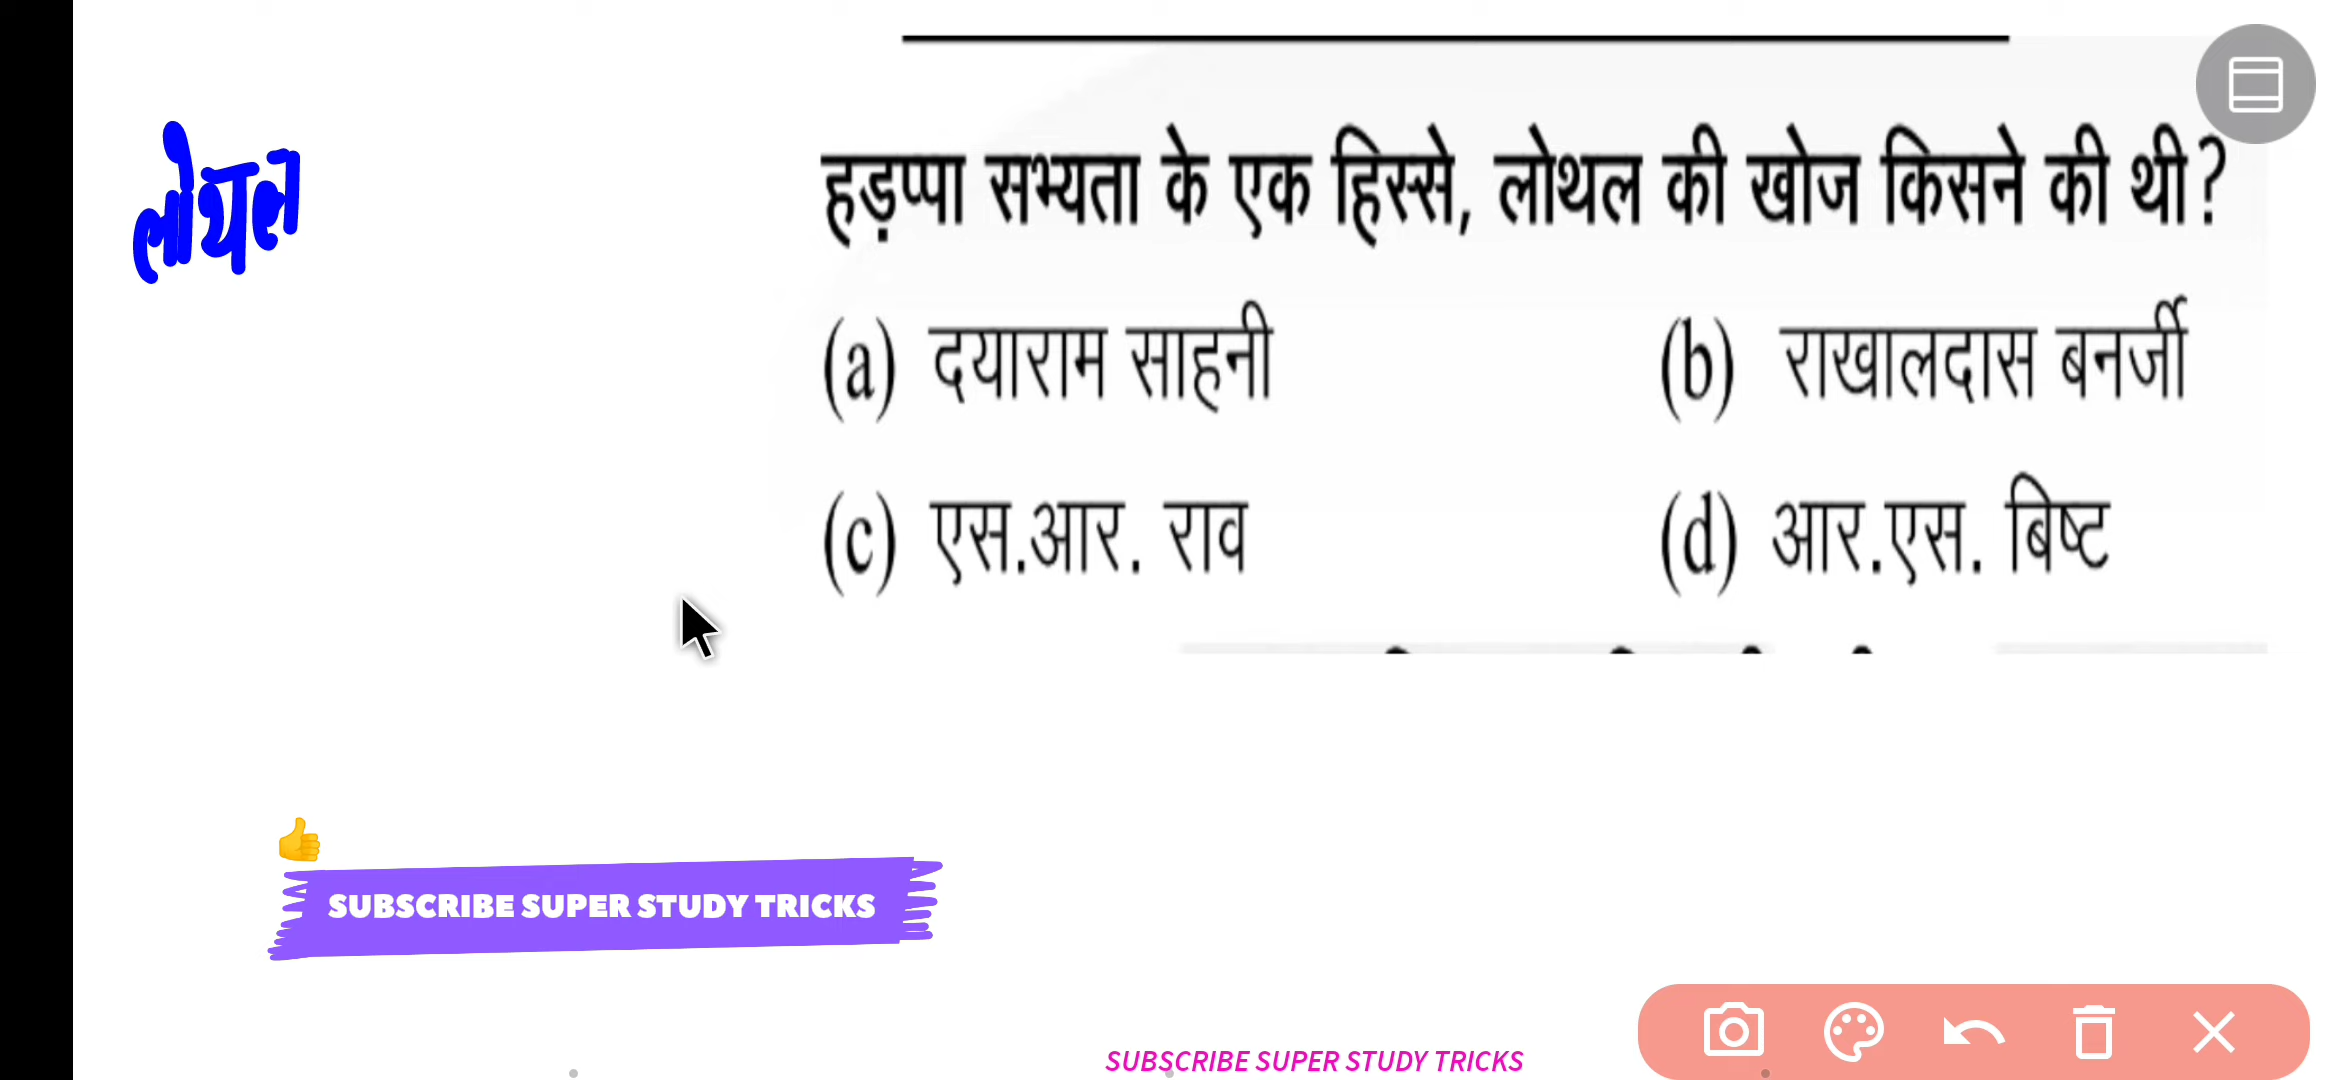 लोथल
हड़प्पा सभ्यता के एक हिस्से, लोथल की खोज किसने की थी?
(a) दयाराम साहनी (b) राखालदास बनर्जी
(c) एस.आर. राव (d) आर.एस. बिष्ट
SUBSCRIBE SUPER STUDY TRICKS
SUBSCRIBE SUPER STUDY TRICKS